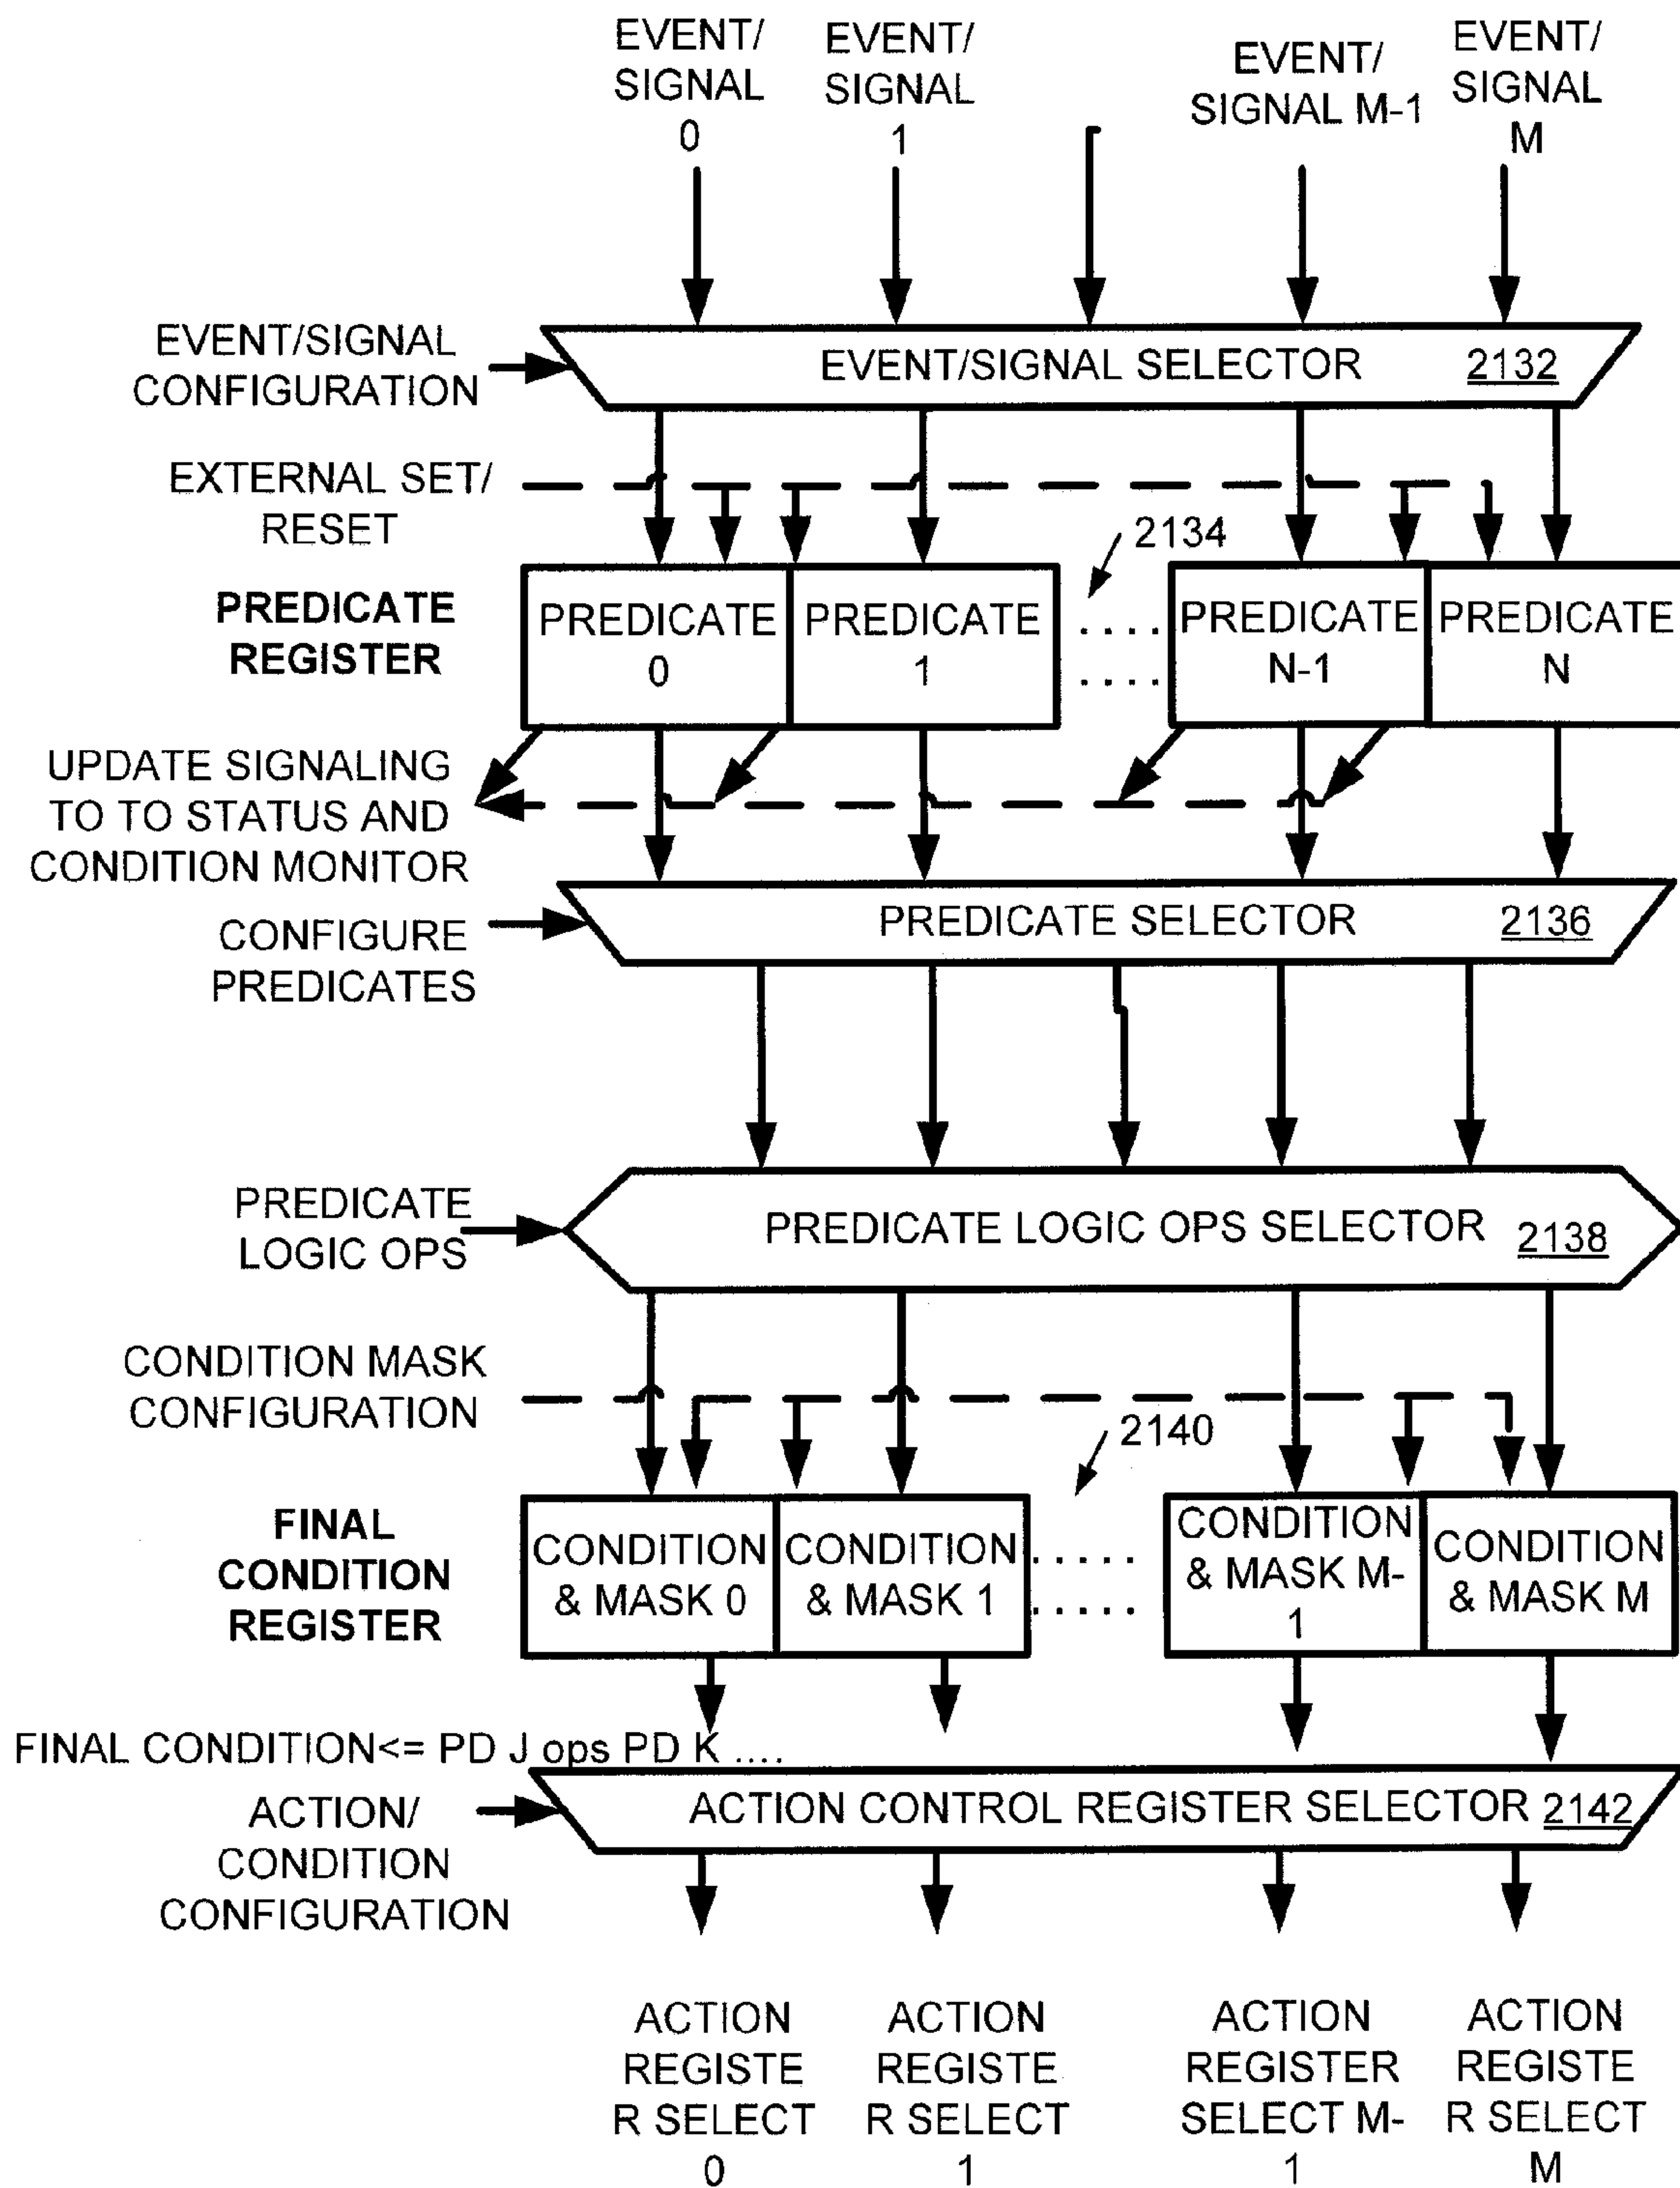 EVENT/
SIGNAL
0
EVENT/
SIGNAL
1
EVENT/
SIGNAL M-1
EVENT/
SIGNAL
M
EVENT/SIGNAL
CONFIGURATION
EVENT/SIGNAL SELECTOR 2132
EXTERNAL SET/
RESET
2134
PREDICATE
REGISTER
PREDICATE
0
PREDICATE
1
....
....
PREDICATE
N-1
PREDICATE
N
UPDATE SIGNALING
TO TO STATUS AND
CONDITION MONITOR
CONFIGURE
PREDICATES
PREDICATE SELECTOR 2136
PREDICATE
LOGIC OPS
PREDICATE LOGIC OPS SELECTOR 2138
CONDITION MASK
CONFIGURATION
2140
FINAL
CONDITION
REGISTER
CONDITION
& MASK 0
CONDITION
& MASK 1
.....
.....
CONDITION
& MASK M-
1
CONDITION
& MASK M
FINAL CONDITION<= PD J ops PD K ....
ACTION/
CONDITION
CONFIGURATION
ACTION CONTROL REGISTER SELECTOR 2142
ACTION
REGISTE
R SELECT
0
ACTION
REGISTE
R SELECT
1
ACTION
REGISTER
SELECT M-
1
ACTION
REGISTE
R SELECT
M